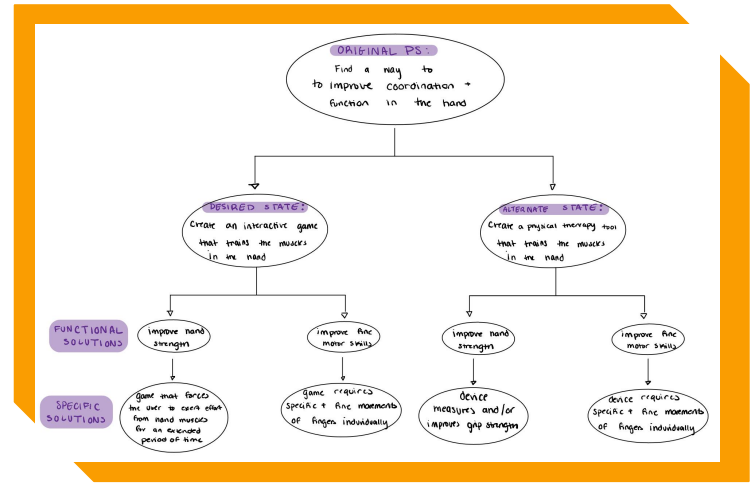 ORIGINAL PS:
Find a way to
to improve coordination +
function in the hand
DESIRED STATE:
Create an interactive game
that trains the muscles
in the hand
ALTERNATE STATE:
Create a physical therapy tool
that trains the muscles
in the hand
FUNCTIONAL
SOLUTIONS
improve hand
strength
improve fine
motor skills
improve hand
strength
improve fine
motor skills
SPECIFIC
SOLUTIONS
game that forces
the user to exert effort
from hand muscles
for an extended
period of time
game requires
specific + fine movements
of fingers individually
device
measures and/or
improves grip strength
device requires
specific + fine movements
of fingers individually